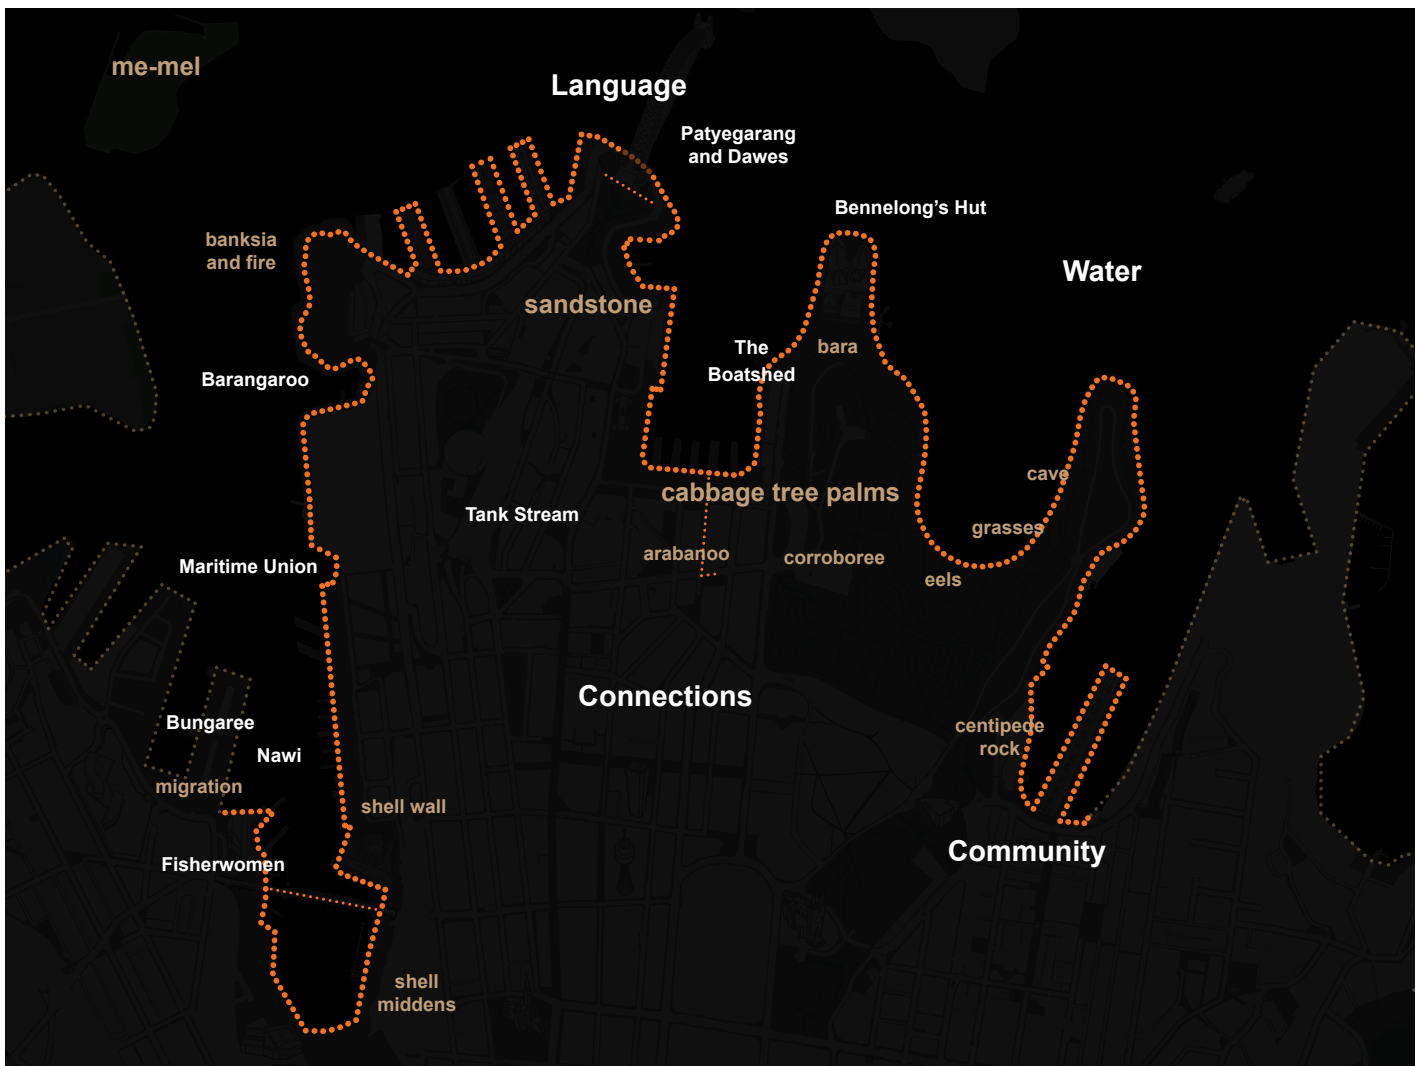 me-mel
Language
Patyegarang
and Dawes
Bennelong’s Hut
banksia
and fire
Water
sandstone
The
Boatshed
bara
Barangaroo
cave
cabbage tree palms
Tank Stream
grasses
arabanoo
corroboree
Maritime Union
eels
Connections
Bungaree
centipede
rock
Nawi
migration
shell wall
Community
Fisherwomen
shell
middens